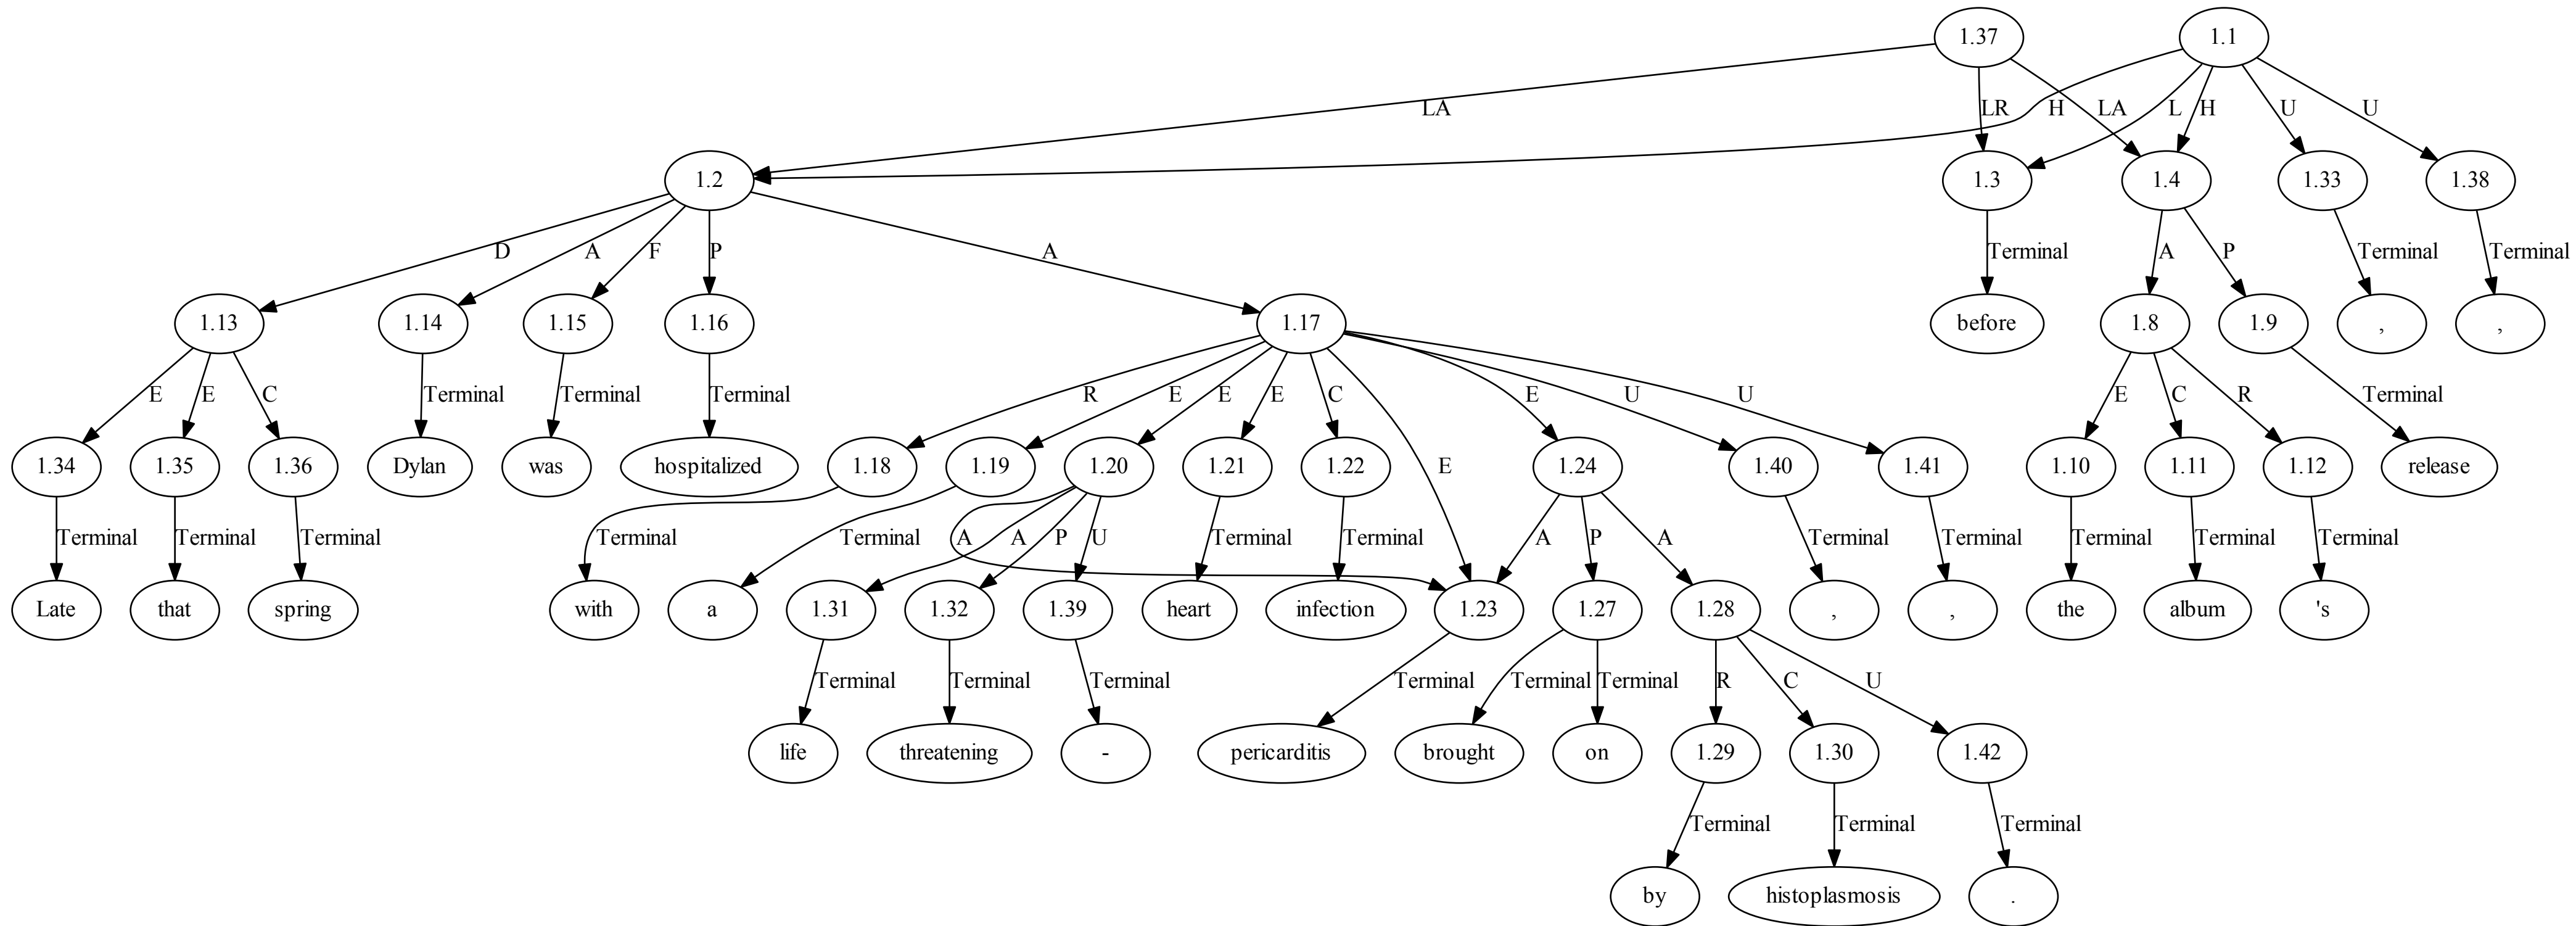 1.37 1.1
LA H LR LA L H U U
1.2 1.3 1.4 1.33 1.38
D A F P A Terminal A P Terminal Terminal
1.13 1.14 1.15 1.16 1.17 before 1.8 1.9 , ,
E E C Terminal Terminal Terminal R E E E C E E U U E C R Terminal
1.34 1.35 1.36 Dylan was hospitalized 1.18 1.19 1.20 1.21 1.22 1.24 1.40 1.41 1.10 1.11 1.12 release
Terminal Terminal Terminal Terminal Terminal A A P U Terminal Terminal A P A Terminal Terminal Terminal Terminal Terminal
Late that spring with a 1.31 1.32 1.39 heart infection 1.23 1.27 1.28 , , the album 's
Terminal Terminal Terminal Terminal Terminal Terminal R C U
life threatening - pericarditis brought on 1.29 1.30 1.42
Terminal Terminal Terminal
by histoplasmosis .